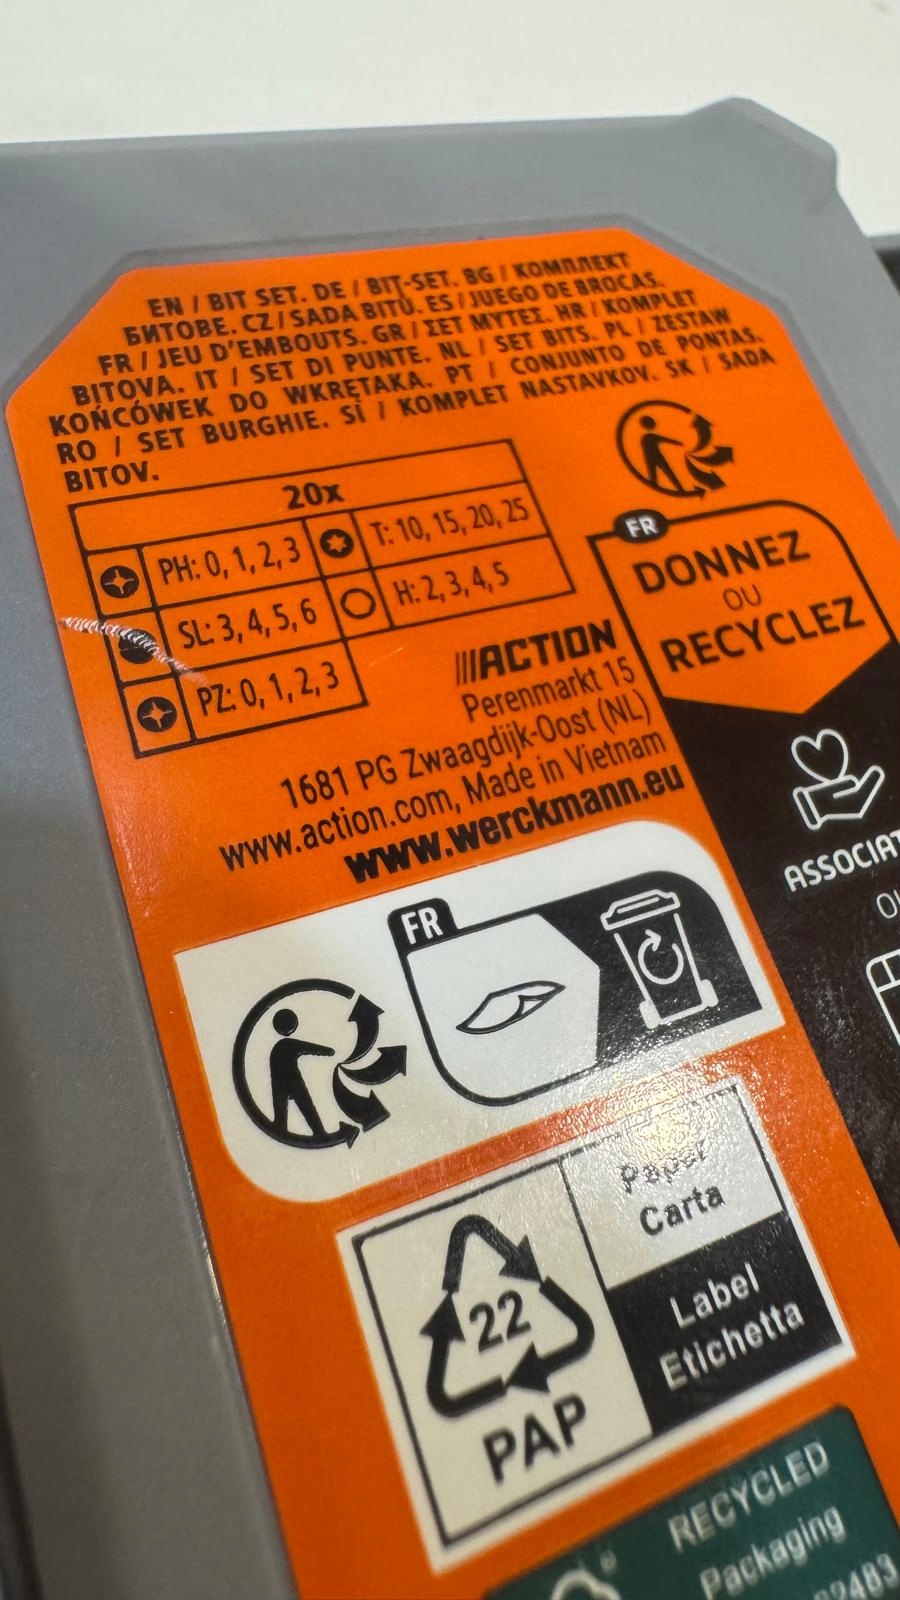 EN / BIT SET. DE / BIT-SET. BG / КОМПЛЕКТ
БИТОВЕ. CZ / SADA BITŮ. ES / JUEGO DE BROCAS.
FR / JEU D'EMBOUTS. GR / ΣΕΤ ΜΥΤΕΣ. HR / KOMPLET
BITOVA. IT / SET DI PUNTE. NL / SET BITS. PL / ZESTAW
KOŃCÓWEK DO WKRĘTAKA. PT / CONJUNTO DE PONTAS.
RO / SET BURGHIE. SI / KOMPLET NASTAVKOV. SK / SADA
BITOV.
20x
PH: 0, 1, 2, 3
T: 10, 15, 20, 25
SL: 3, 4, 5, 6
H: 2, 3, 4, 5
PZ: 0, 1, 2, 3
FR
DONNEZ
OU
RECYCLEZ
ACTION
Perenmarkt 15
1681 PG Zwaagdijk-Oost (NL)
www.action.com, Made in Vietnam
www.werckmann.eu
ASSOCIAT
OU
FR
Paper
Carta
22
PAP
Label
Etichetta
RECYCLED
Packaging